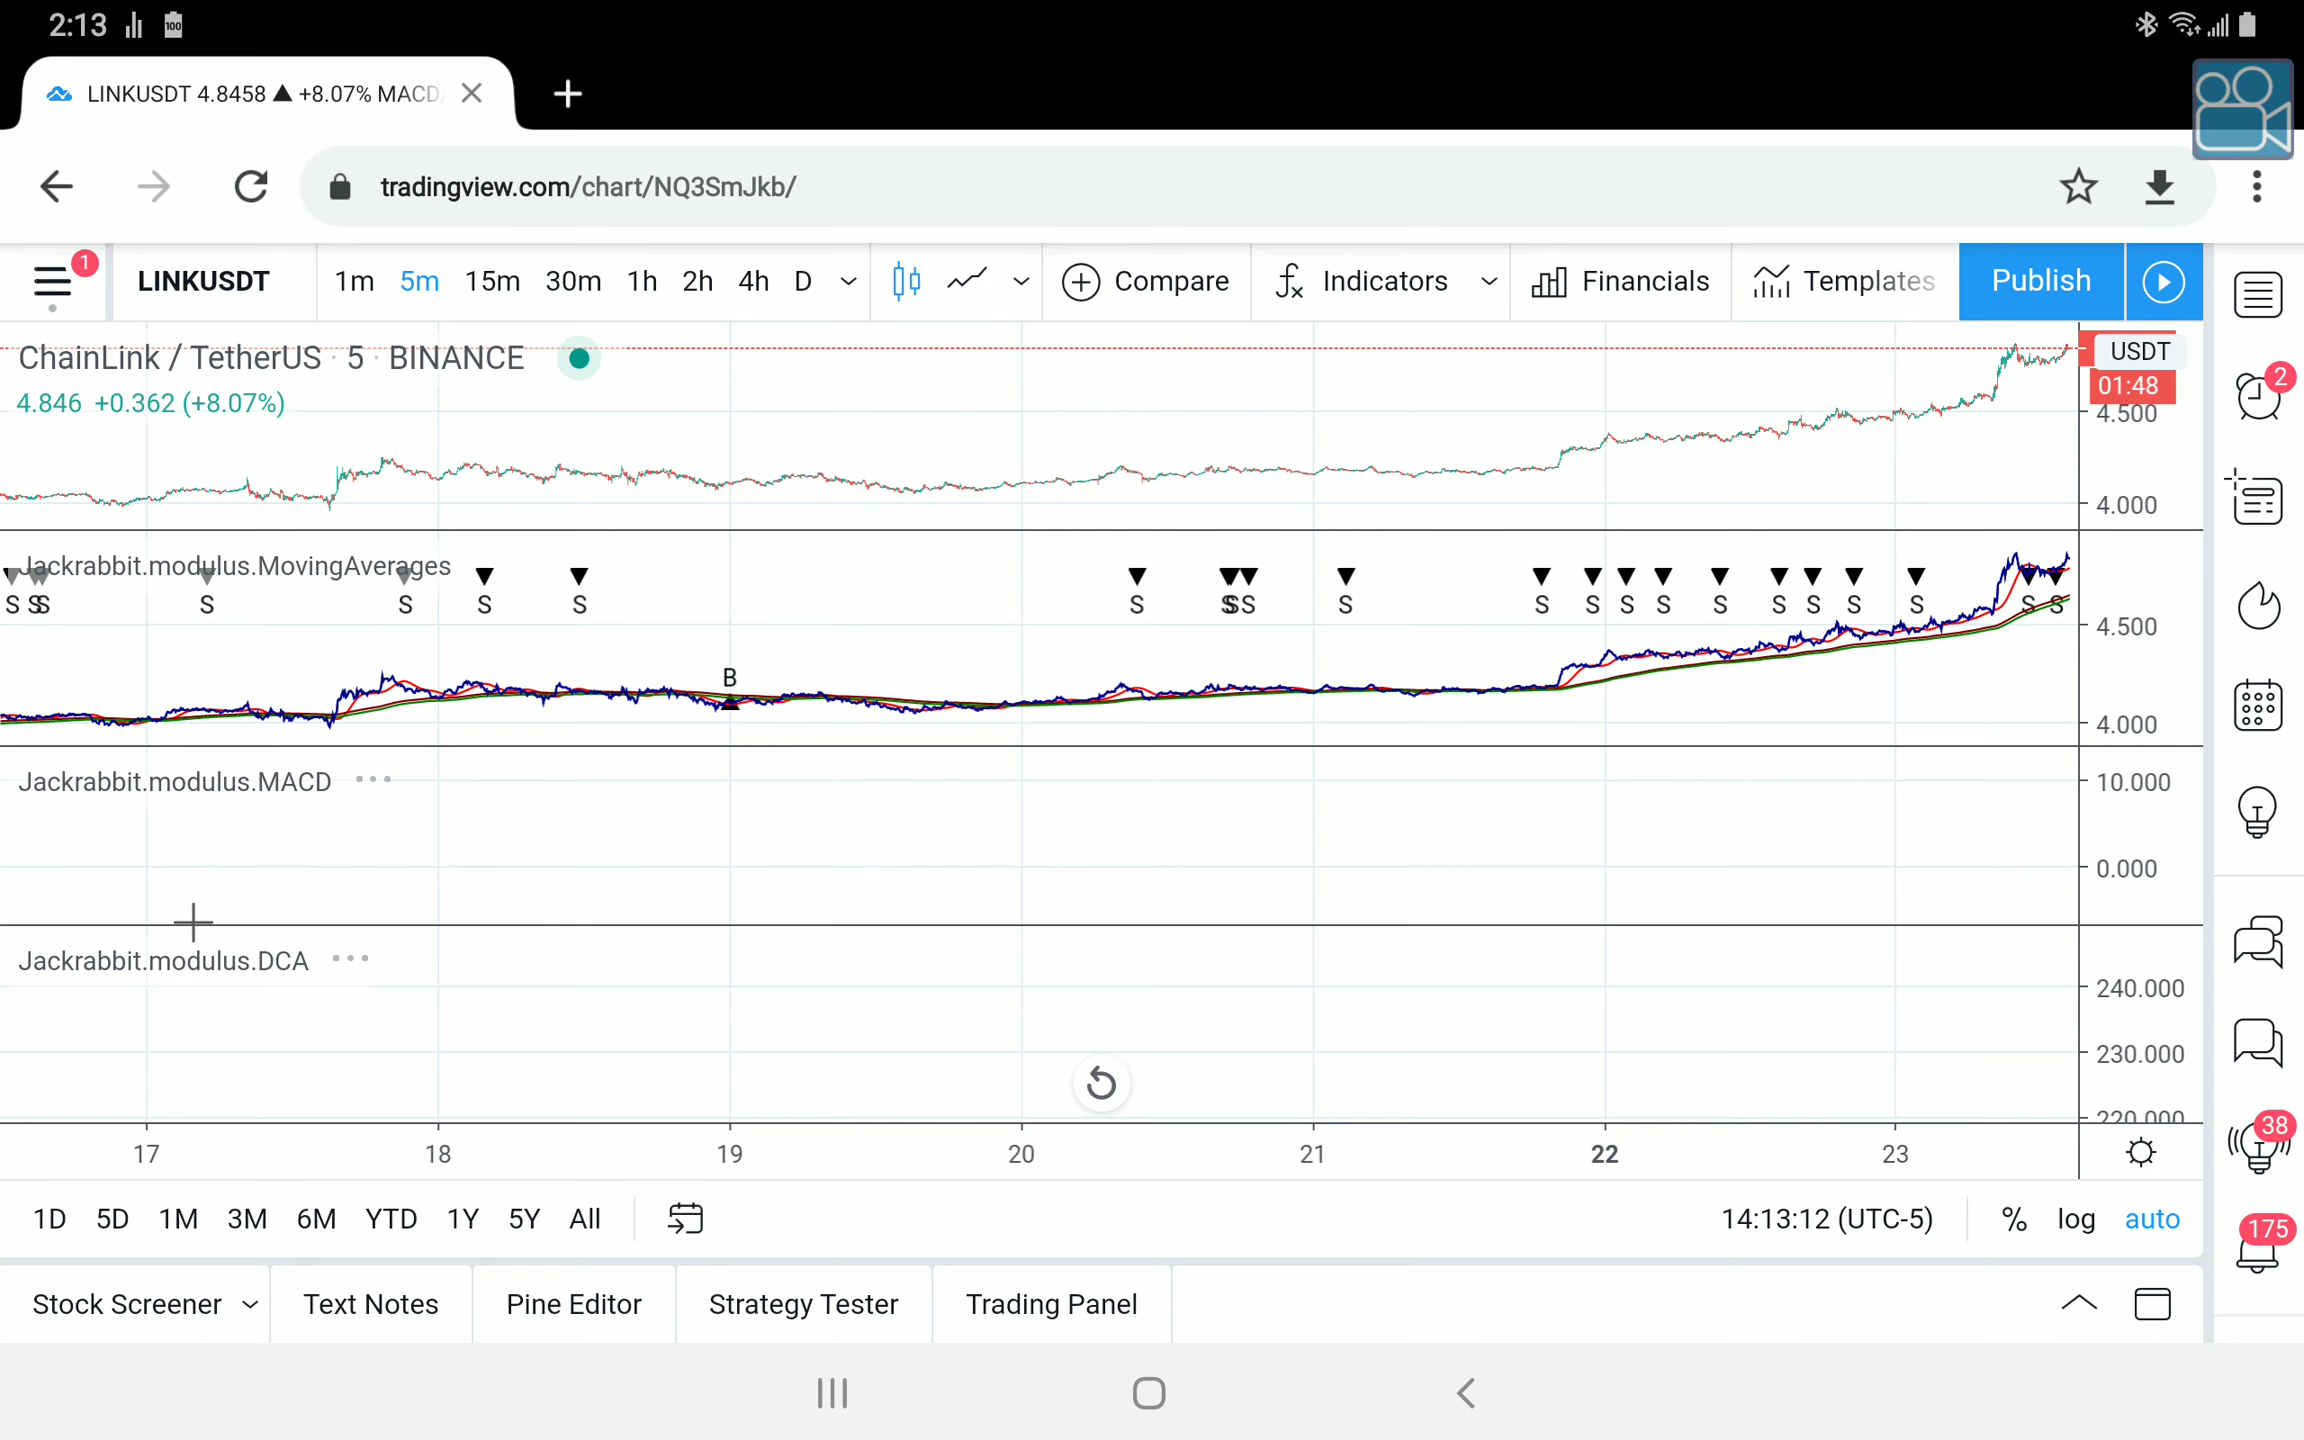 2:13 100
LINKUSDT 4.8458 ▲ +8.07% MACD
tradingview.com/chart/NQ3SmJkb/
1
LINKUSDT 1m 5m 15m 30m 1h 2h 4h D Compare Indicators Financials Templates Publish
ChainLink / TetherUS · 5 · BINANCE
USDT
01:48
4.846 +0.362 (+8.07%)
2
4.500
4.000
Jackrabbit.modulus.MovingAverages
S S S S S S S S S S S S S S S S S S S S S S S
4.500
B
4.000
Jackrabbit.modulus.MACD
10.000
0.000
Jackrabbit.modulus.DCA
240.000
230.000
220.000
17 18 19 20 21 22 23
38
1D 5D 1M 3M 6M YTD 1Y 5Y All 14:13:12 (UTC-5) % log auto
175
Stock Screener Text Notes Pine Editor Strategy Tester Trading Panel